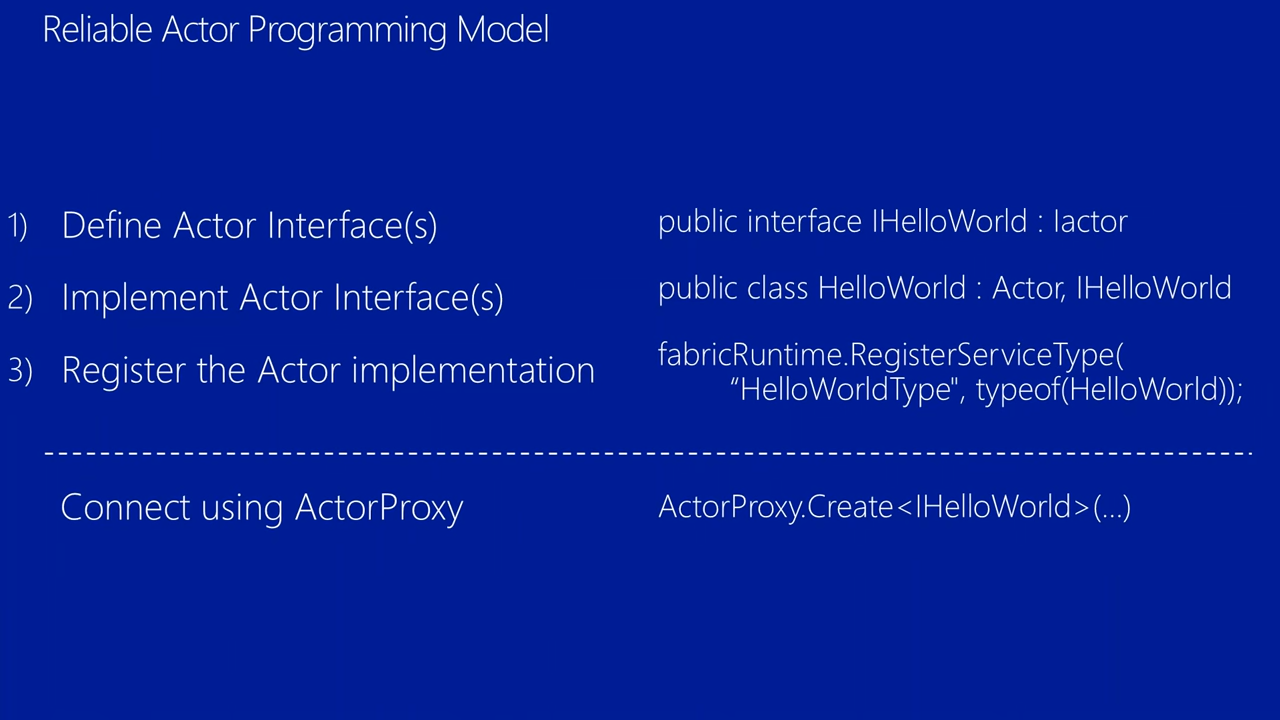 Reliable Actor Programming Model
1) Define Actor Interface(s)
public interface IHelloWorld : Iactor
2) Implement Actor Interface(s)
public class HelloWorld : Actor, IHelloWorld
3) Register the Actor implementation
fabricRuntime.RegisterServiceType(
“HelloWorldType", typeof(HelloWorld));
Connect using ActorProxy
ActorProxy.Create<IHelloWorld>(...)